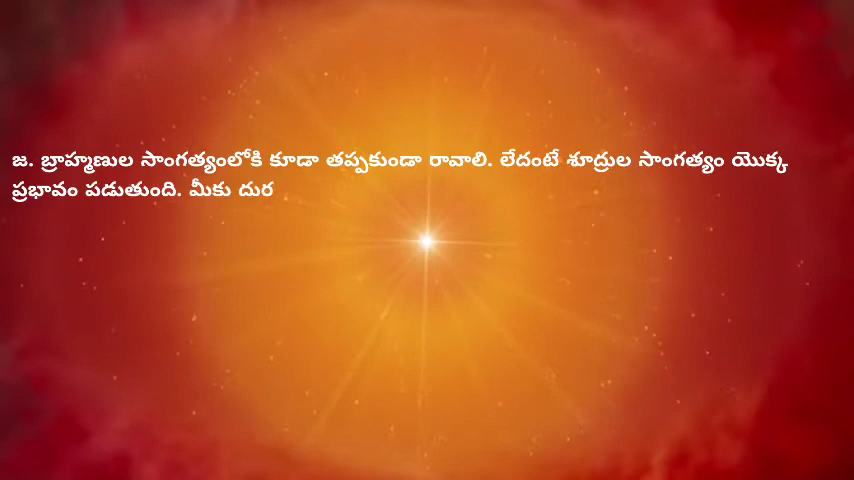 జ. బ్రాహ్మణుల సాంగత్యంలోకి కూడా తప్పకుండా రావాలి. లేదంటే శూద్రుల సాంగత్యం యొక్క
ప్రభావం పడుతుంది. మీకు దుర